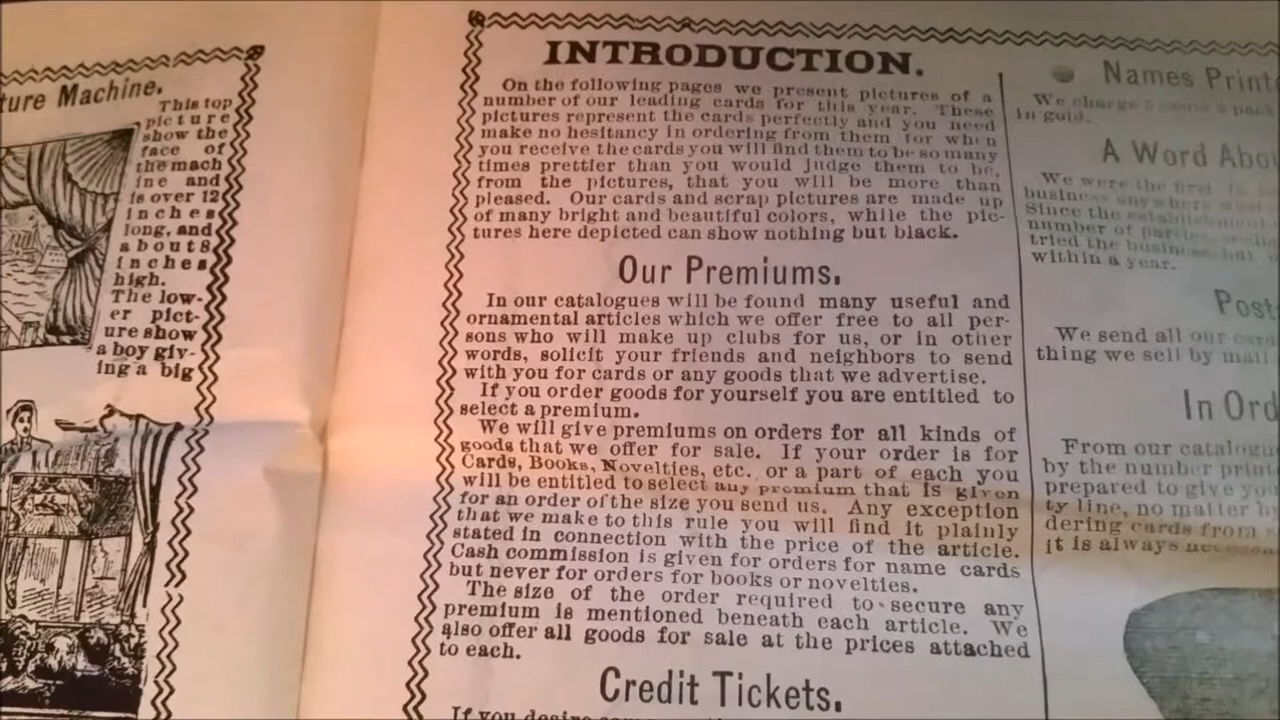 ture Machine.
This top
picture
show the
face of
the mach
ine and
is over 12
inches
long, and
about 8
inches
high.
The low-
er pict-
ure show
a boy giv-
ing a big
INTRODUCTION.
On the following pages we present pictures of a
number of our leading cards for this year. These
pictures represent the cards perfectly and you need
make no hesitancy in ordering from them for when
you receive the cards you will find them to be so many
times prettier than you would judge them to be,
from the pictures, that you will be more than
pleased. Our cards and scrap pictures are made up
of many bright and beautiful colors, while the pic-
tures here depicted can show nothing but black.
Our Premiums.
In our catalogues will be found many useful and
ornamental articles which we offer free to all per-
sons who will make up clubs for us, or in other
words, solicit your friends and neighbors to send
with you for cards or any goods that we advertise.
If you order goods for yourself you are entitled to
select a premium.
We will give premiums on orders for all kinds of
goods that we offer for sale. If your order is for
Cards, Books, Novelties, etc., or a part of each you
will be entitled to select any premium that is given
for an order of the size you send us. Any exception
that we make to this rule you will find it plainly
stated in connection with the price of the article.
Cash commission is given for orders for name cards
but never for orders for books or novelties.
The size of the order required to secure any
premium is mentioned beneath each article. We
also offer all goods for sale at the prices attached
to each.
Credit Tickets.
If you desire
Names Printe
We charge 5 cents a pack
in gold.
A Word Abou
We were the first
business anywhere
Since the establishment
number of parties,
tried the business, but
within a year.
Post
We send all our cards
thing we sell by mail
In Ord
From our catalogu
by the number print
prepared to give yo
ty line, no matter b
dering cards from s
it is always